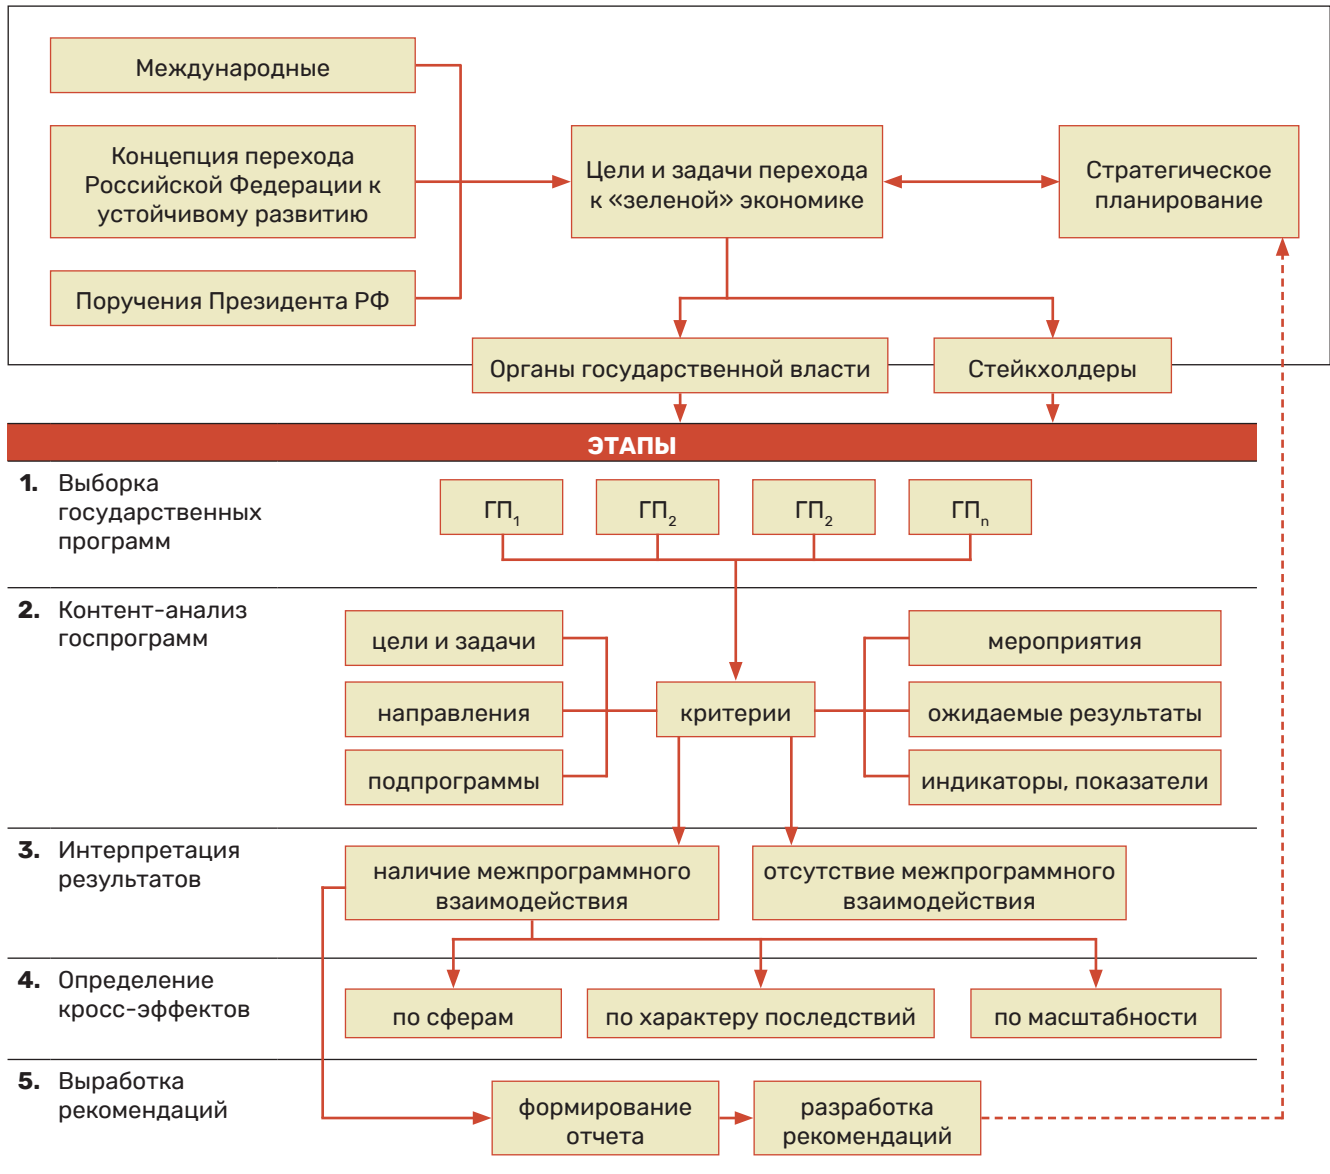 Международные
Концепция перехода
Российской Федерации к
устойчивому развитию
Поручения Президента РФ
Цели и задачи перехода
к «зеленой» экономике
Стратегическое
планирование
Органы государственной власти
Стейкхолдеры
ЭТАПЫ
1. Выборка
государственных
программ
ГП1
ГП2
ГП2
ГПn
2. Контент-анализ
госпрограмм
цели и задачи
направления
подпрограммы
критерии
мероприятия
ожидаемые результаты
индикаторы, показатели
3. Интерпретация
результатов
наличие межпрограммного
взаимодействия
отсутствие межпрограммного
взаимодействия
4. Определение
кросс-эффектов
по сферам
по характеру последствий
по масштабности
5. Выработка
рекомендаций
формирование
отчета
разработка
рекомендаций